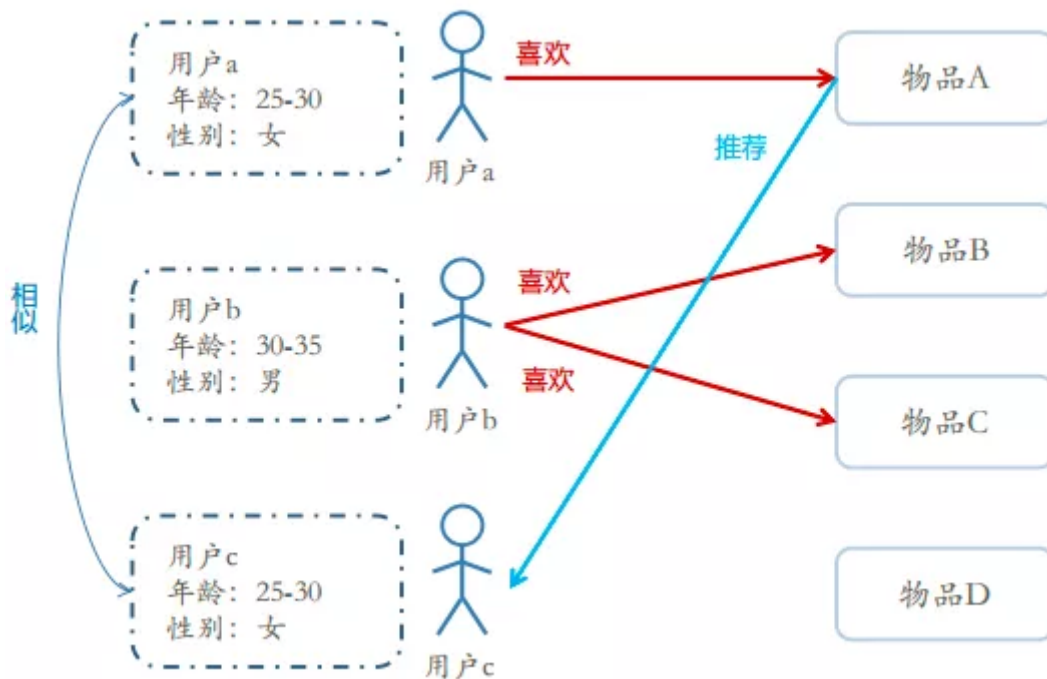 用户a
年龄：25-30
性别：女
用户a
喜欢
物品A
推荐
物品B
相似
用户b
年龄：30-35
性别：男
用户b
喜欢
喜欢
物品C
用户c
年龄：25-30
性别：女
用户c
物品D